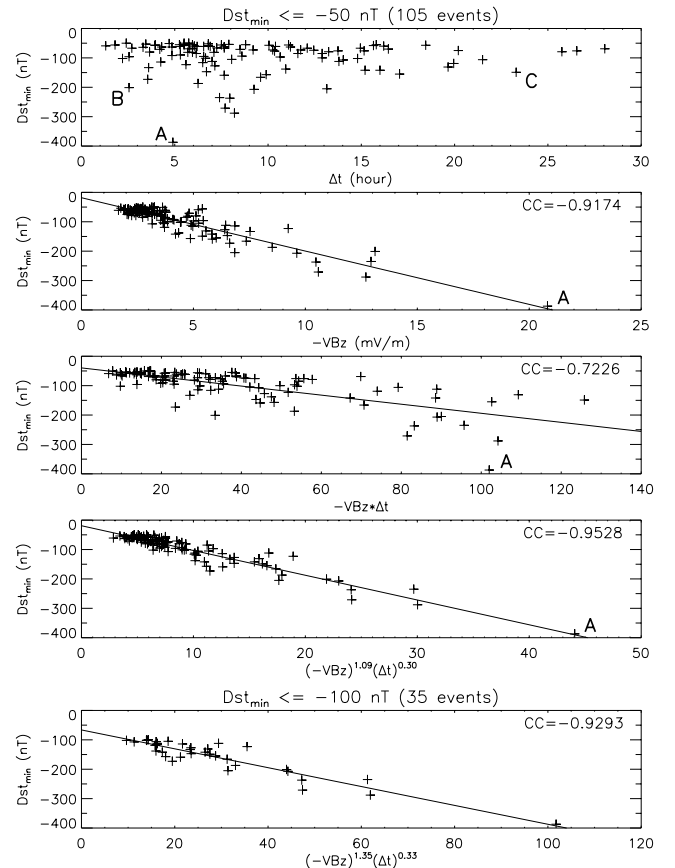 Dst_min <= −50 nT (105 events)
0
−100
−200
−300
−400
Dst_min (nT)
B
A
C
0 5 10 15 20 25 30
Δt (hour)
0
−100
−200
−300
−400
Dst_min (nT)
CC=−0.9174
A
0 5 10 15 20 25
−VBz (mV/m)
0
−100
−200
−300
−400
Dst_min (nT)
CC=−0.7226
A
0 20 40 60 80 100 120 140
−VBz*Δt
0
−100
−200
−300
−400
Dst_min (nT)
CC=−0.9528
A
0 10 20 30 40 50
(−VBz)^1.09(Δt)^0.30
Dst_min <= −100 nT (35 events)
0
−100
−200
−300
−400
Dst_min (nT)
CC=−0.9293
0 20 40 60 80 100 120
(−VBz)^1.35(Δt)^0.33